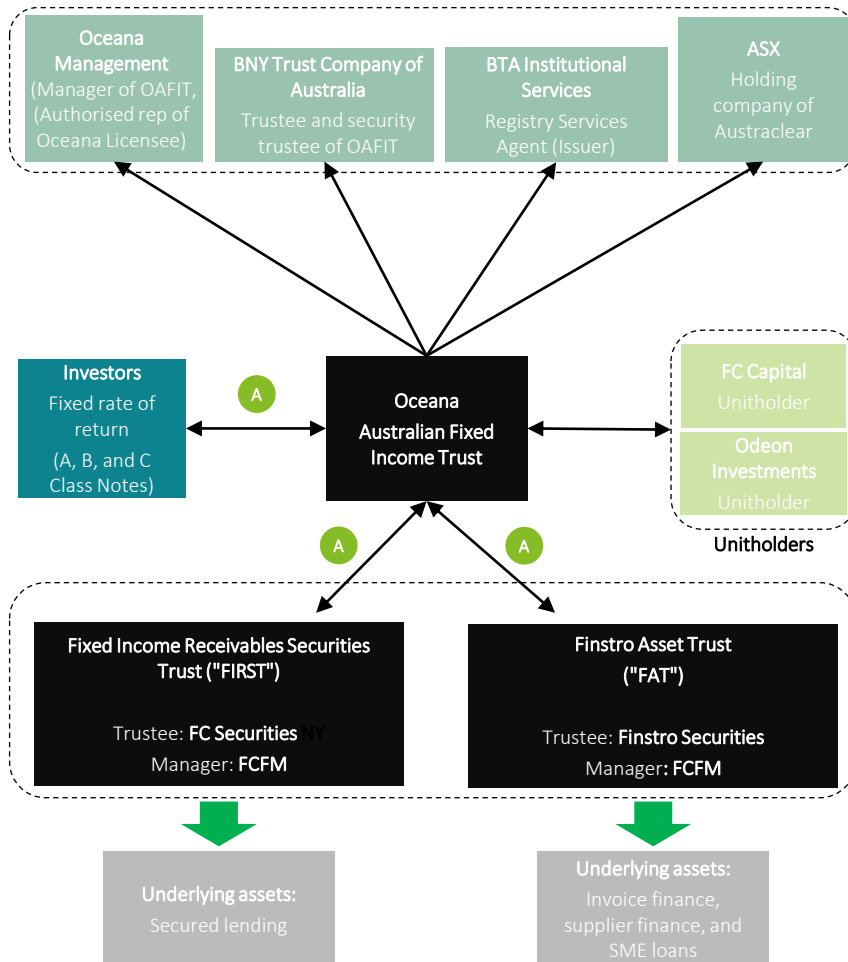 Oceana
Management
(Manager of OAFIT,
(Authorised rep of
Oceana Licensee)
BNY Trust Company of
Australia
Trustee and security
trustee of OAFIT
BTA Institutional
Services
Registry Services
Agent (Issuer)
ASX
Holding
company of
Austraclear
Investors
Fixed rate of
return
(A, B, and C
Class Notes)
A
Oceana
Australian Fixed
Income Trust
FC Capital
Unitholder
Odeon
Investments
Unitholder
Unitholders
A
A
Fixed Income Receivables Securities
Trust ("FIRST")
Trustee: FC Securities NY
Manager: FCFM
Finstro Asset Trust
("FAT")
Trustee: Finstro Securities
Manager: FCFM
Underlying assets:
Secured lending
Underlying assets:
Invoice finance,
supplier finance, and
SME loans